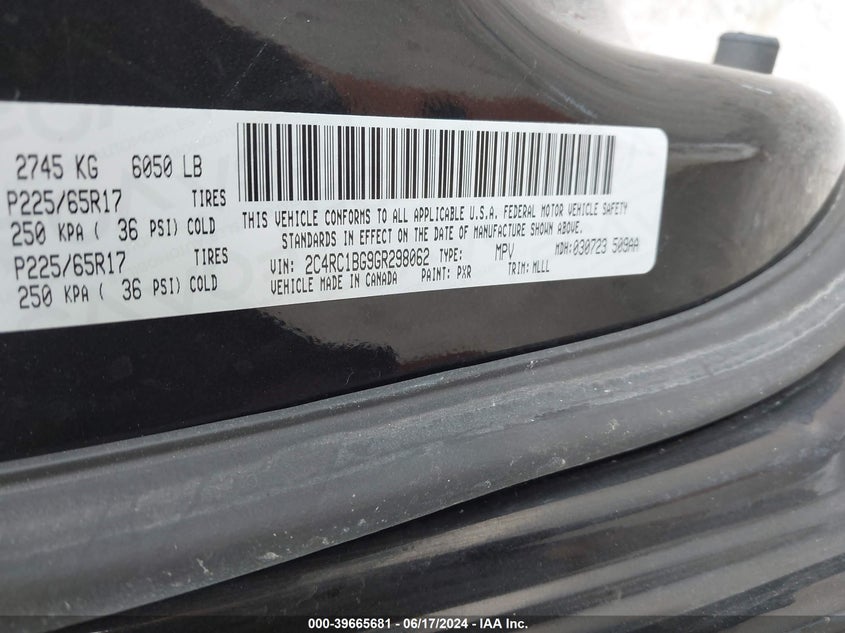 2745 KG 6050 LB
P225/65R17 TIRES
250 KPA ( 36 PSI) COLD
P225/65R17 TIRES
250 KPA ( 36 PSI) COLD
THIS VEHICLE CONFORMS TO ALL APPLICABLE U.S.A. FEDERAL MOTOR VEHICLE SAFETY
STANDARDS IN EFFECT ON THE DATE OF MANUFACTURE SHOWN ABOVE.
VIN: 2C4RC1BG9GR298062 TYPE: MPV MDH:030723 509AA
VEHICLE MADE IN CANADA PAINT: PXR TRIM: MLLL
000-39665681 - 06/17/2024 - IAA Inc.